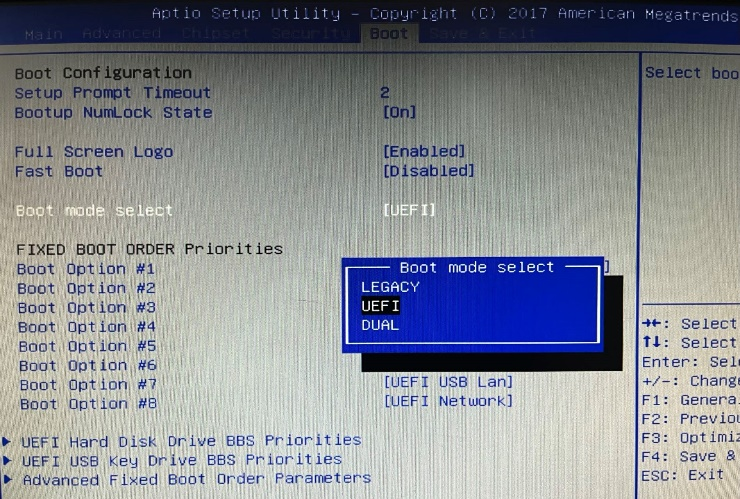 Aptio Setup Utility – Copyright (C) 2017 American Megatrends
Main Advanced Chipset Security Boot Save & Exit
Boot Configuration
Setup Prompt Timeout 2
Bootup NumLock State [On]
Full Screen Logo [Enabled]
Fast Boot [Disabled]
Boot mode select [UEFI]
FIXED BOOT ORDER Priorities
Boot Option #1 ]
Boot Option #2
Boot Option #3
Boot Option #4
Boot Option #5
Boot Option #6
Boot Option #7 [UEFI USB Lan]
Boot Option #8 [UEFI Network]
UEFI Hard Disk Drive BBS Priorities
UEFI USB Key Drive BBS Priorities
Advanced Fixed Boot Order Parameters
Boot mode select
LEGACY
UEFI
DUAL
Select boo
→←: Select
↑↓: Select
Enter: Sele
+/-: Change
F1: Genera
F2: Previou
F3: Optimiz
F4: Save &
ESC: Exit